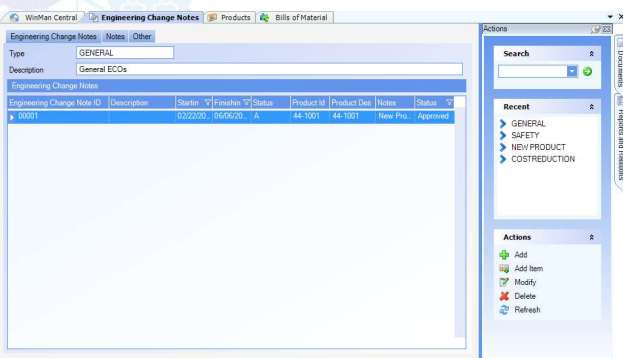 WinMan Central Engineering Change Notes Products Bills of Material
Engineering Change Notes Notes Other
Type GENERAL
Description General ECOs
Engineering Change Notes
Engineering Change Note ID Description Startin Finishin Status Product Id Product Des Notes Status
00001 02/22/20... 06/06/20... A 44-1001 44-1001 New Pro... Approved
Actions
Search
Recent
GENERAL
SAFETY
NEW PRODUCT
COSTREDUCTION
Actions
Add
Add Item
Modify
Delete
Refresh
Documents
Reports and Relations